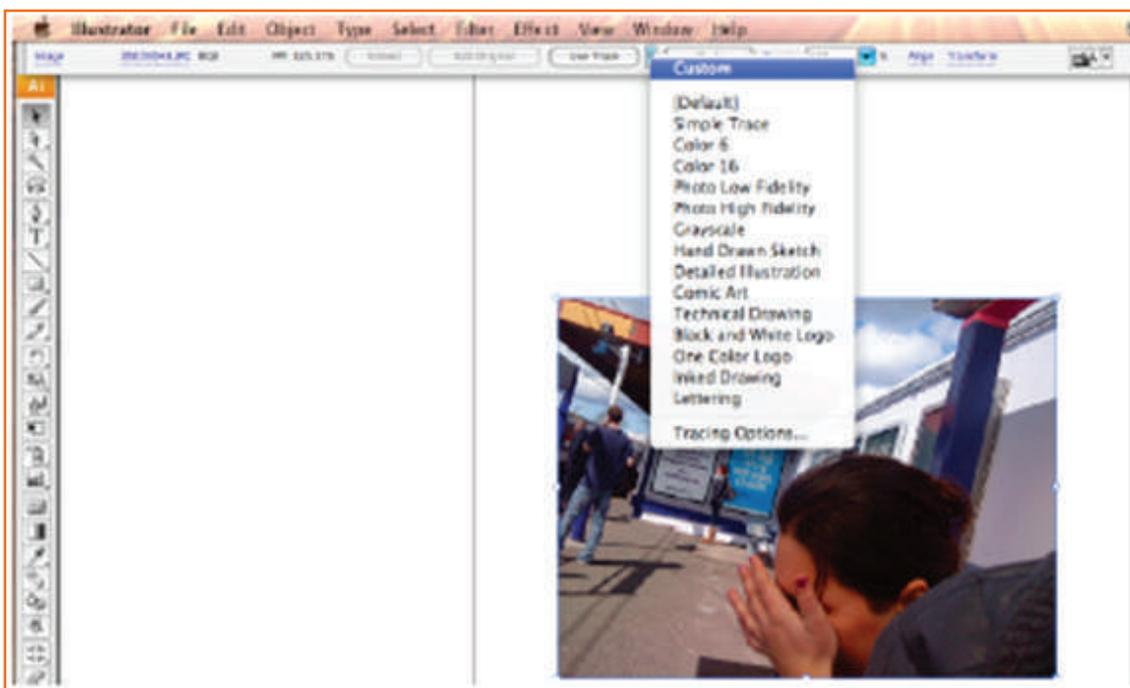 Illustrator File Edit Object Type Select Filter Effect View Window Help
Image RGB Live Trace Align Transform
Ai
Custom
[Default]
Simple Trace
Color 6
Color 16
Photo Low Fidelity
Photo High Fidelity
Grayscale
Hand Drawn Sketch
Detailed Illustration
Comic Art
Technical Drawing
Black and White Logo
One Color Logo
Inked Drawing
Lettering
Tracing Options...